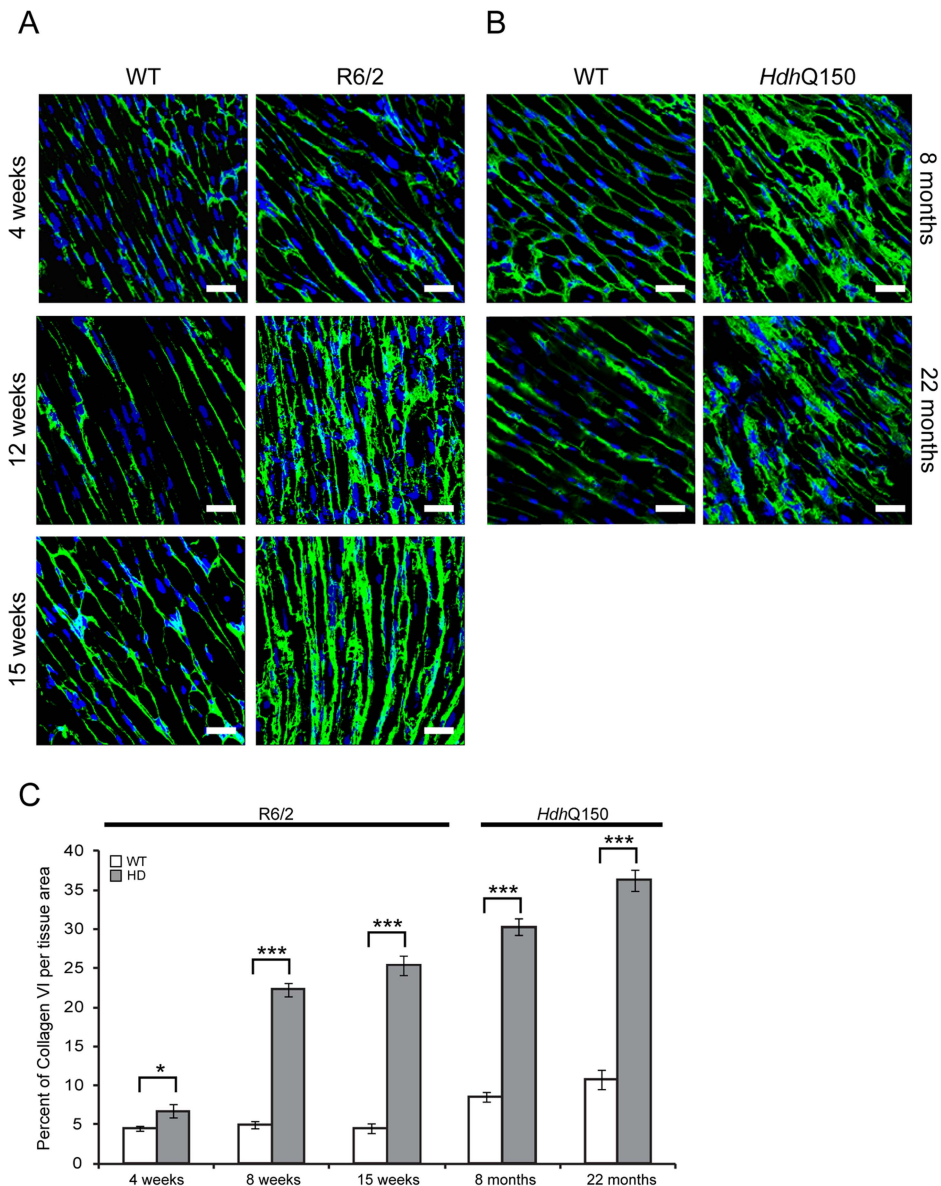 A
B
WT
R6/2
WT
HdhQ150
4 weeks
8 months
12 weeks
22 months
15 weeks
C
R6/2
HdhQ150
Percent of Collagen VI per tissue area
40
35
30
25
20
15
10
5
0
WT
HD
*
***
***
***
***
4 weeks
8 weeks
15 weeks
8 months
22 months